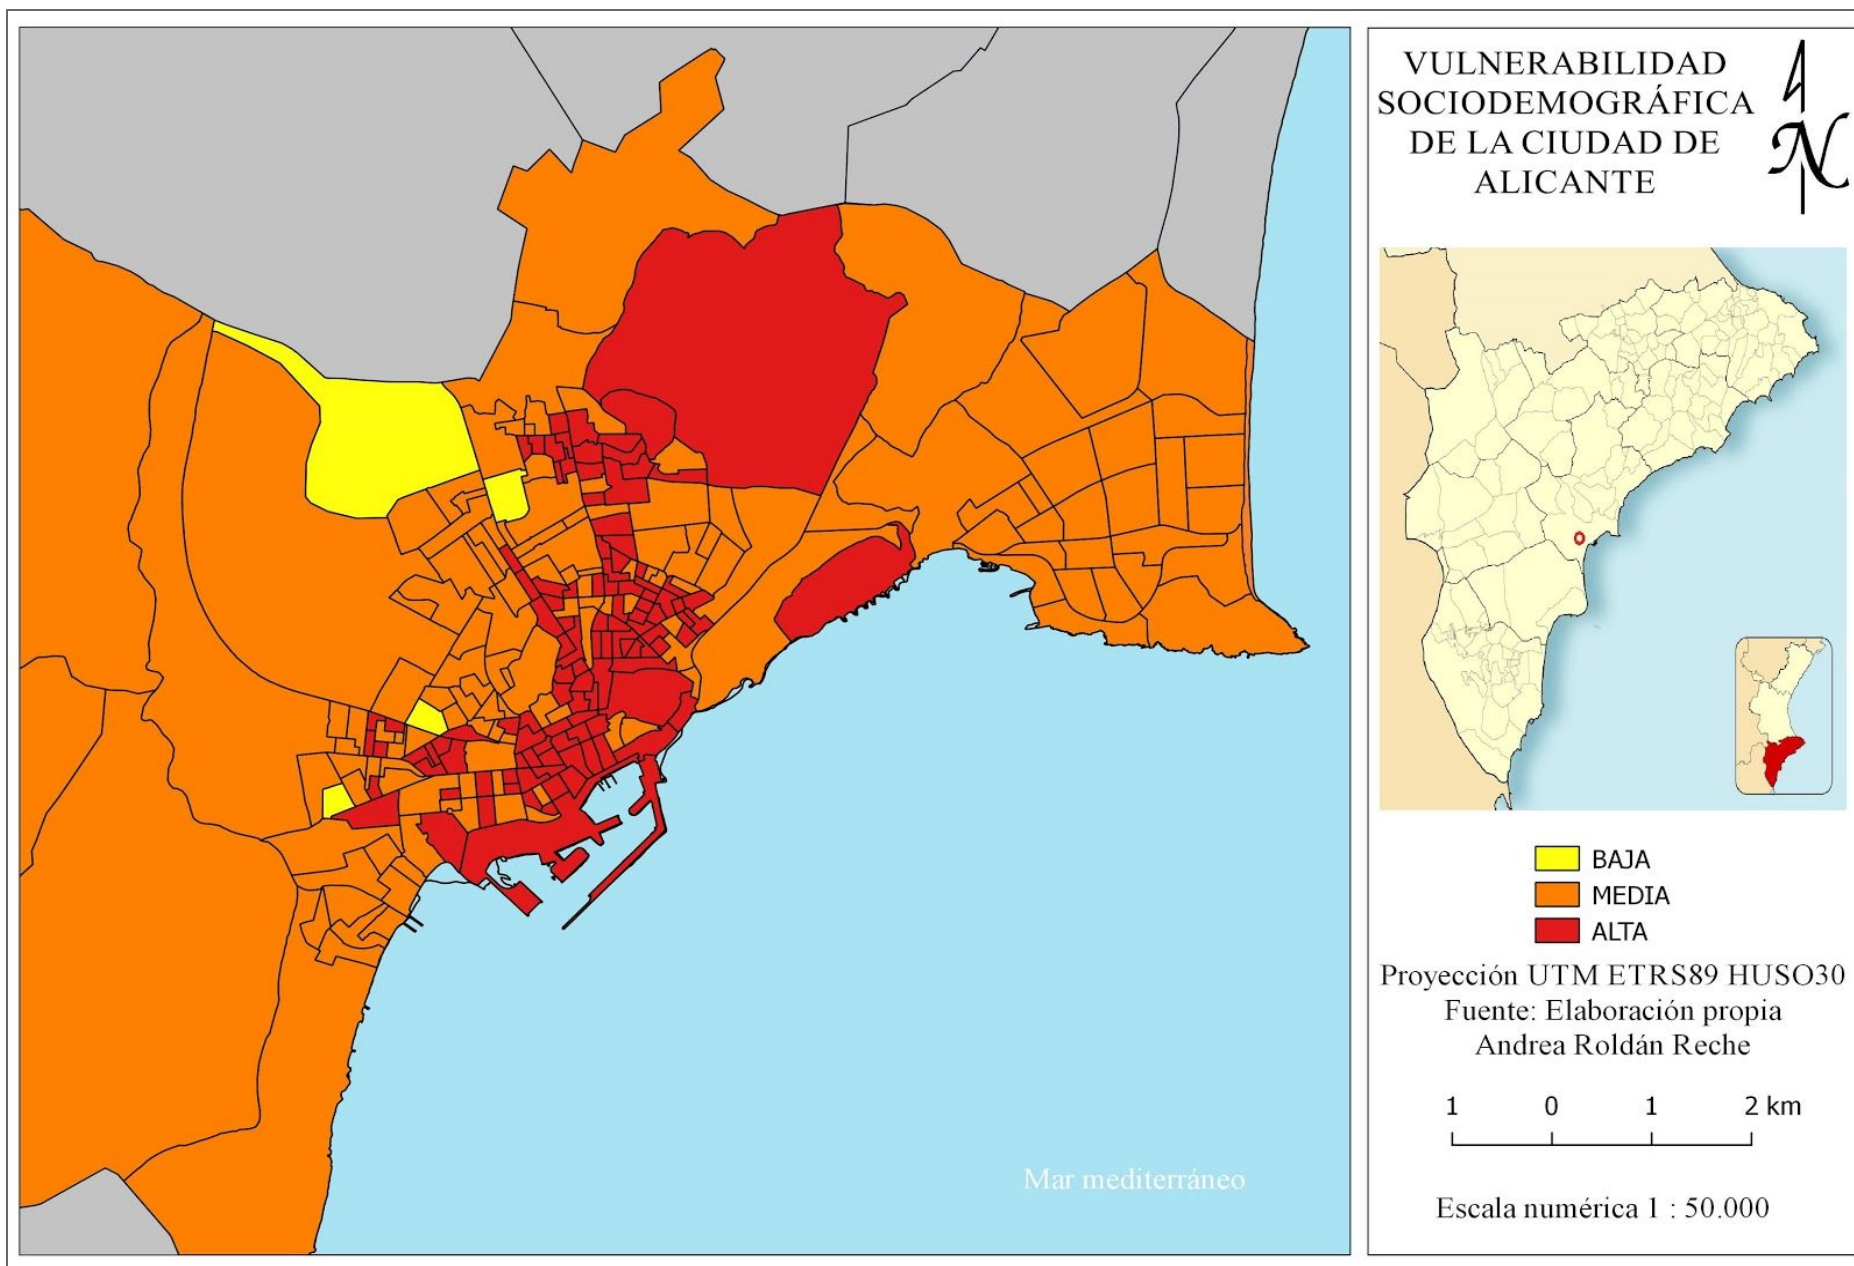 VULNERABILIDAD
SOCIODEMOGRÁFICA
DE LA CIUDAD DE
ALICANTE
N
BAJA
MEDIA
ALTA
Proyección UTM ETRS89 HUSO30
Fuente: Elaboración propia
Andrea Roldán Reche
1 0 1 2 km
Escala numérica 1 : 50.000
Mar mediterráneo